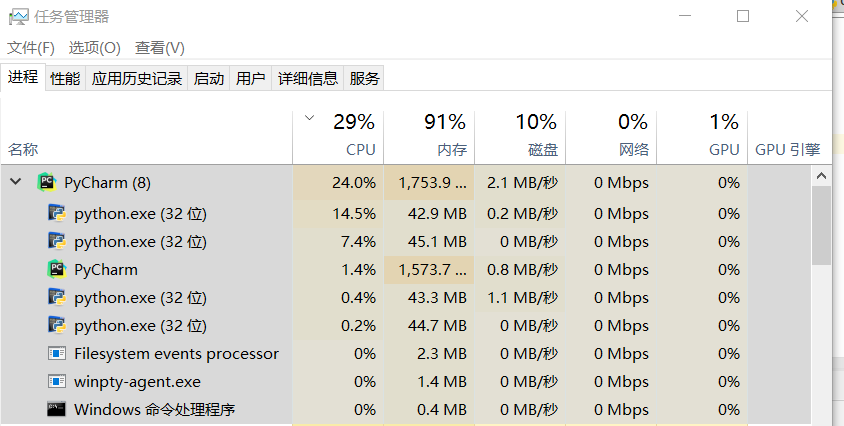 任务管理器
文件(F) 选项(O) 查看(V)
进程 性能 应用历史记录 启动 用户 详细信息 服务
29% 91% 10% 0% 1%
名称 CPU 内存 磁盘 网络 GPU GPU 引擎
PyCharm (8) 24.0% 1,753.9 ... 2.1 MB/秒 0 Mbps 0%
python.exe (32 位) 14.5% 42.9 MB 0.2 MB/秒 0 Mbps 0%
python.exe (32 位) 7.4% 45.1 MB 0 MB/秒 0 Mbps 0%
PyCharm 1.4% 1,573.7 ... 0.8 MB/秒 0 Mbps 0%
python.exe (32 位) 0.4% 43.3 MB 1.1 MB/秒 0 Mbps 0%
python.exe (32 位) 0.2% 44.7 MB 0 MB/秒 0 Mbps 0%
Filesystem events processor 0% 2.3 MB 0 MB/秒 0 Mbps 0%
winpty-agent.exe 0% 1.4 MB 0 MB/秒 0 Mbps 0%
Windows 命令处理程序 0% 0.4 MB 0 MB/秒 0 Mbps 0%